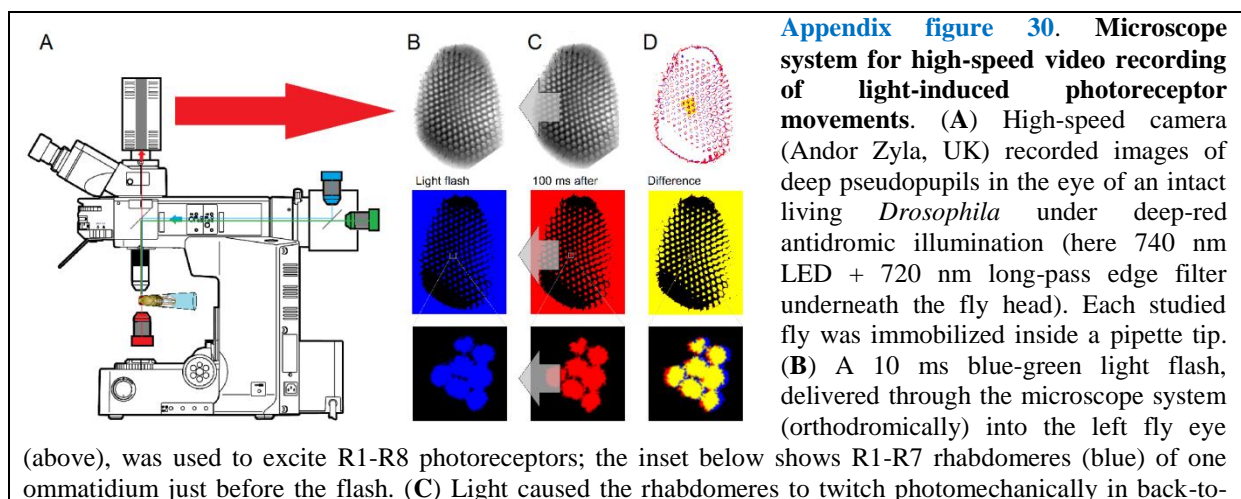 A
B
C
D
Light flash
100 ms after
Difference
Appendix figure 30. Microscope
system for high-speed video recording
of light-induced photoreceptor
movements. (A) High-speed camera
(Andor Zyla, UK) recorded images of
deep pseudopupils in the eye of an intact
living Drosophila under deep-red
antidromic illumination (here 740 nm
LED + 720 nm long-pass edge filter
underneath the fly head). Each studied
fly was immobilized inside a pipette tip.
(B) A 10 ms blue-green light flash,
delivered through the microscope system
(orthodromically) into the left fly eye
(above), was used to excite R1-R8 photoreceptors; the inset below shows R1-R7 rhabdomeres (blue) of one
ommatidium just before the flash. (C) Light caused the rhabdomeres to twitch photomechanically in back-to-